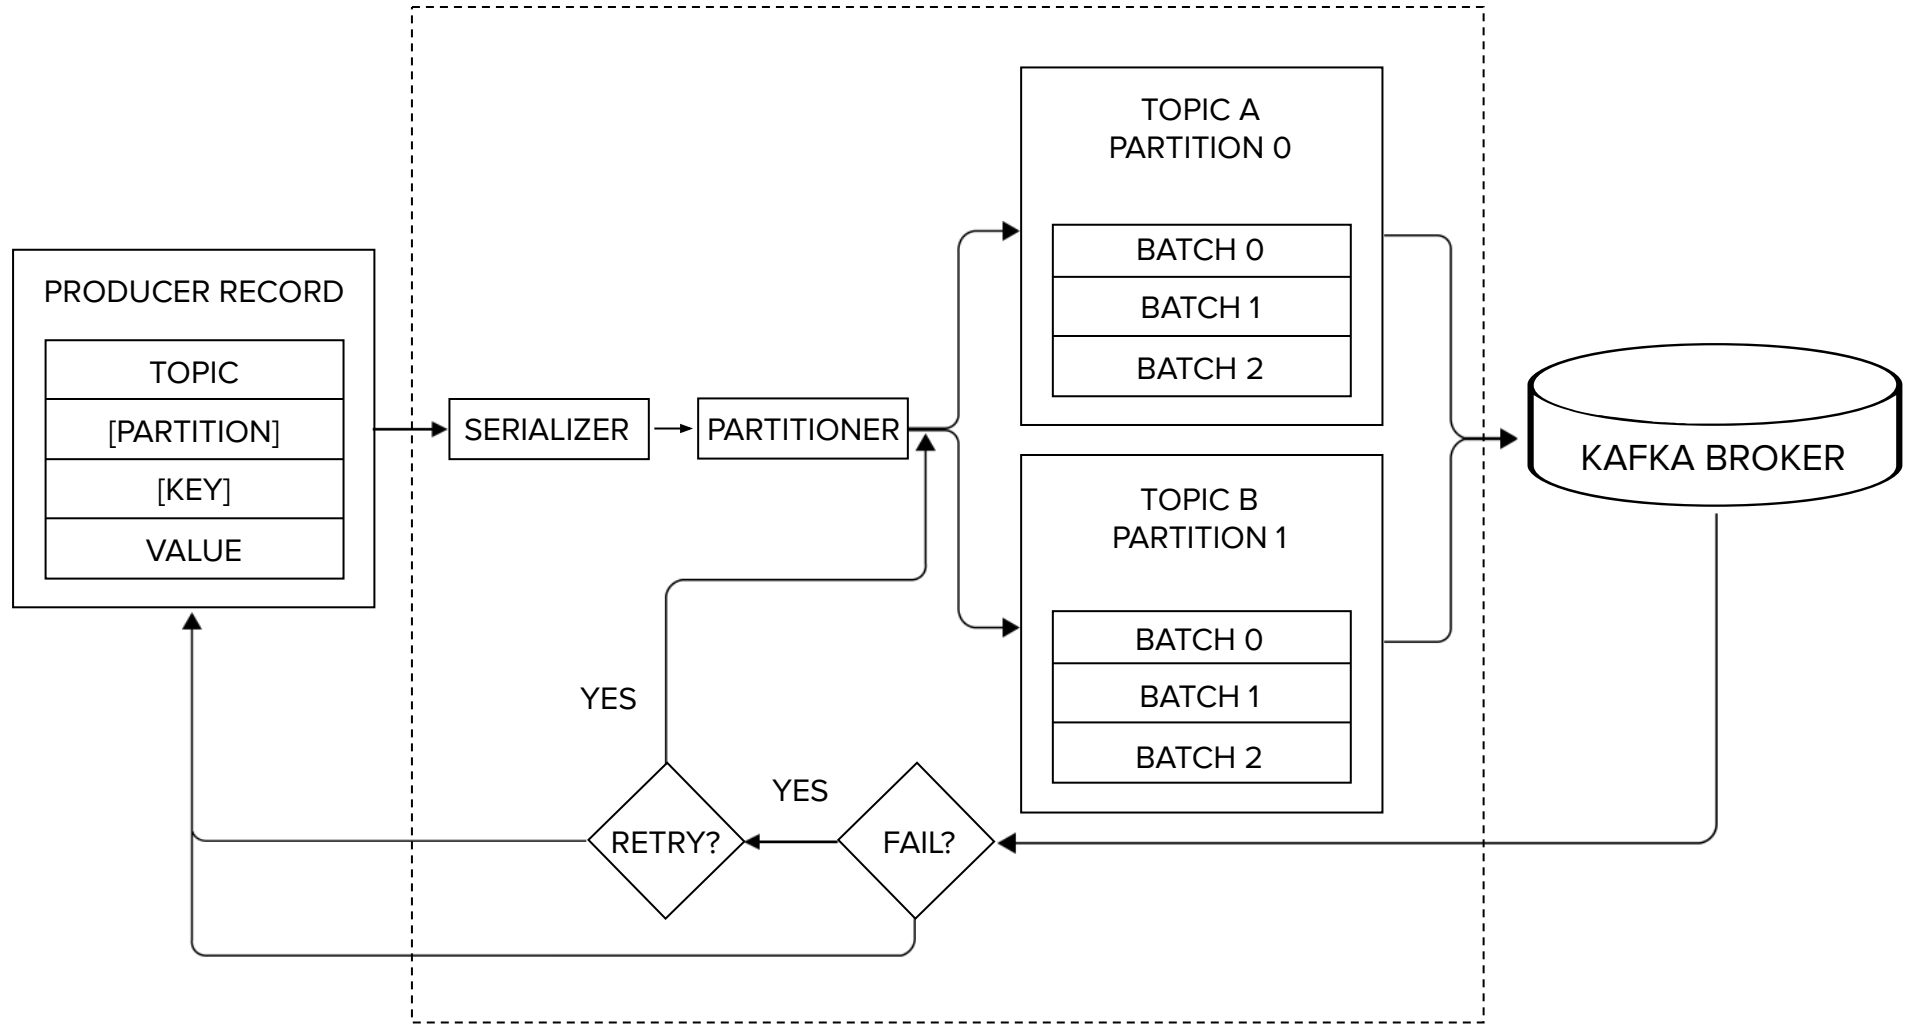 PRODUCER RECORD
TOPIC
[PARTITION]
[KEY]
VALUE
SERIALIZER
PARTITIONER
TOPIC A
PARTITION 0
BATCH 0
BATCH 1
BATCH 2
TOPIC B
PARTITION 1
BATCH 0
BATCH 1
BATCH 2
KAFKA BROKER
YES
YES
RETRY?
FAIL?